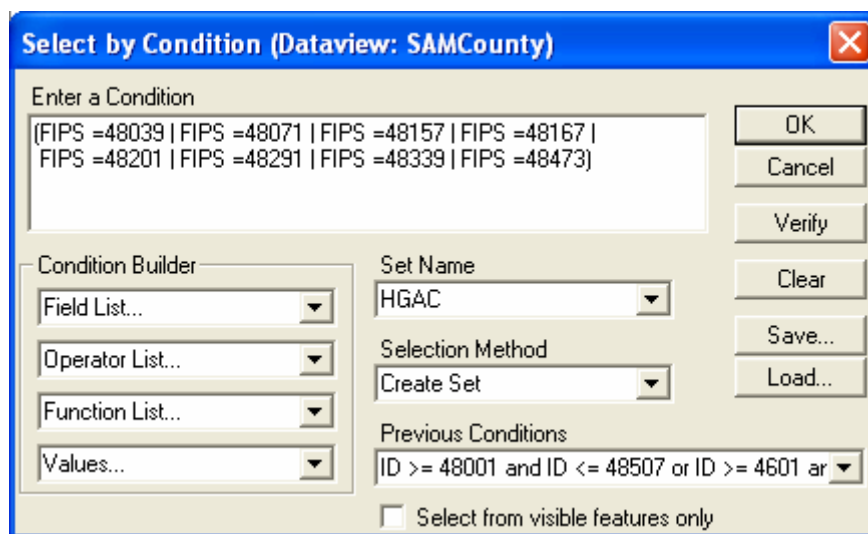 Select by Condition (Dataview: SAMCounty)
Enter a Condition
(FIPS =48039 | FIPS =48071 | FIPS =48157 | FIPS =48167 |
FIPS =48201 | FIPS =48291 | FIPS =48339 | FIPS =48473)
OK
Cancel
Verify
Clear
Save...
Load...
Condition Builder
Field List...
Operator List...
Function List...
Values...
Set Name
HGAC
Selection Method
Create Set
Previous Conditions
ID >= 48001 and ID <= 48507 or ID >= 4601 ar
Select from visible features only